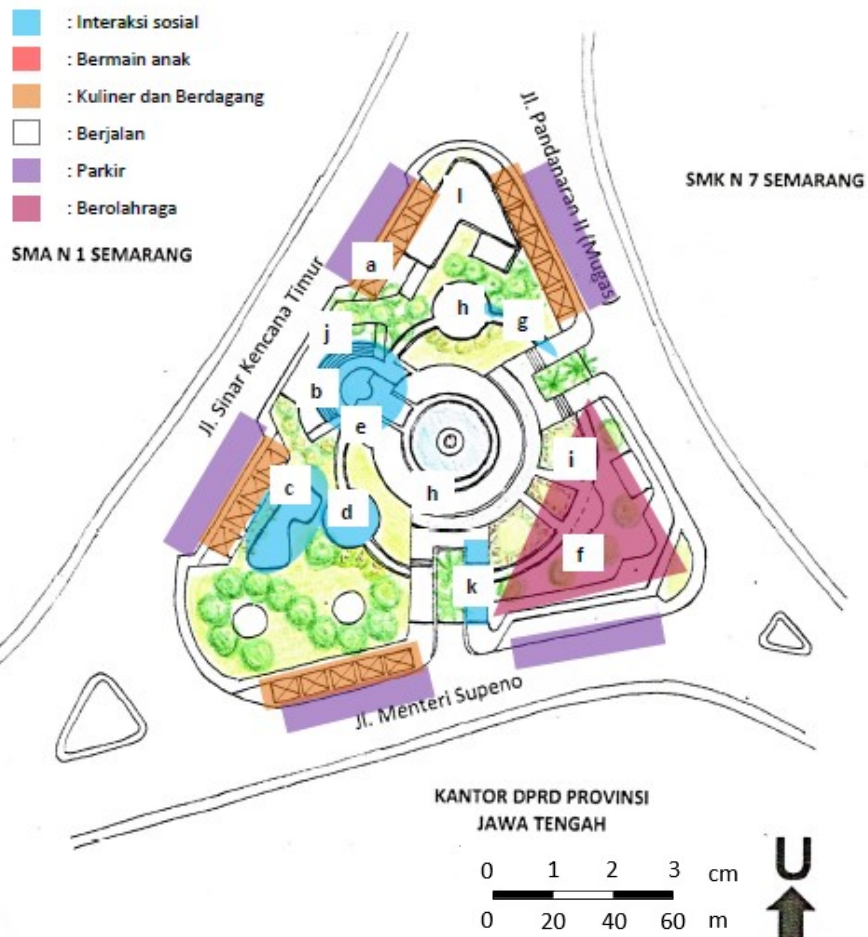 : Interaksi sosial
: Bermain anak
: Kuliner dan Berdagang
: Berjalan
: Parkir
: Berolahraga
SMA N 1 SEMARANG
SMK N 7 SEMARANG
Jl. Pandanaran II (Mugas)
Jl. Sinar Kencana Timur
l
a
h
g
j
b
e
i
c
d
h
f
k
Jl. Menteri Supeno
KANTOR DPRD PROVINSI
JAWA TENGAH
0 1 2 3 cm
0 20 40 60 m
U